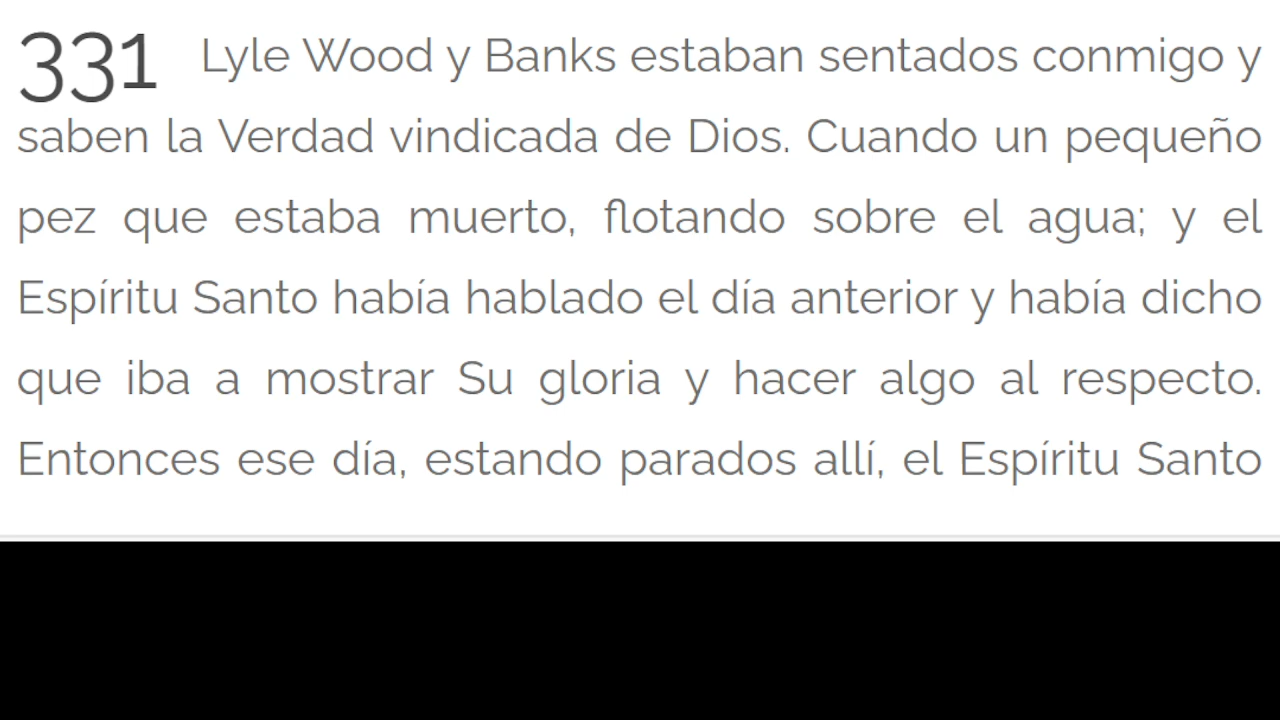 331 Lyle Wood y Banks estaban sentados conmigo y
saben la Verdad vindicada de Dios. Cuando un pequeño
pez que estaba muerto, flotando sobre el agua; y el
Espíritu Santo había hablado el día anterior y había dicho
que iba a mostrar Su gloria y hacer algo al respecto.
Entonces ese día, estando parados allí, el Espíritu Santo